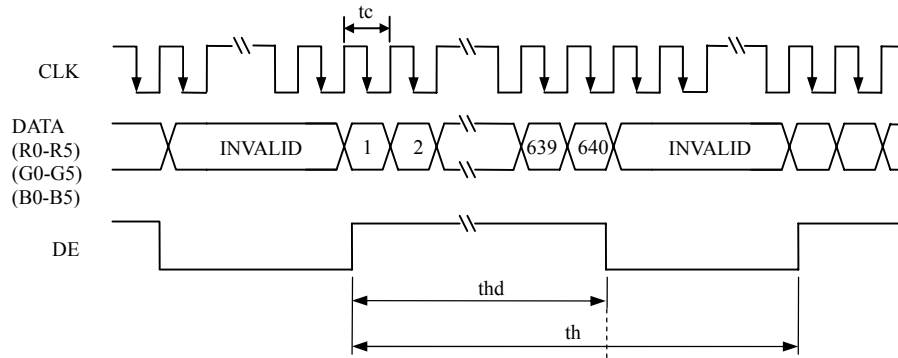 tc
CLK
DATA
(R0-R5)
(G0-G5)
(B0-B5)
INVALID
1
2
639
640
INVALID
DE
thd
th